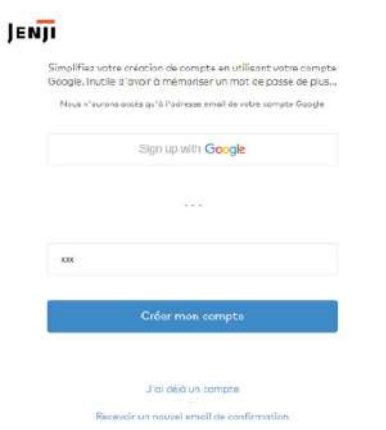 JENJI
Simplifiez votre création de compte en utilisant votre compte
Google. Inutile d'avoir à mémoriser un mot de passe de plus...
Nous n'aurons accès qu'à l'adresse email de votre compte Google
Sign up with Google
...
xxx
Créer mon compte
J'ai déjà un compte
Recevoir un nouvel email de confirmation